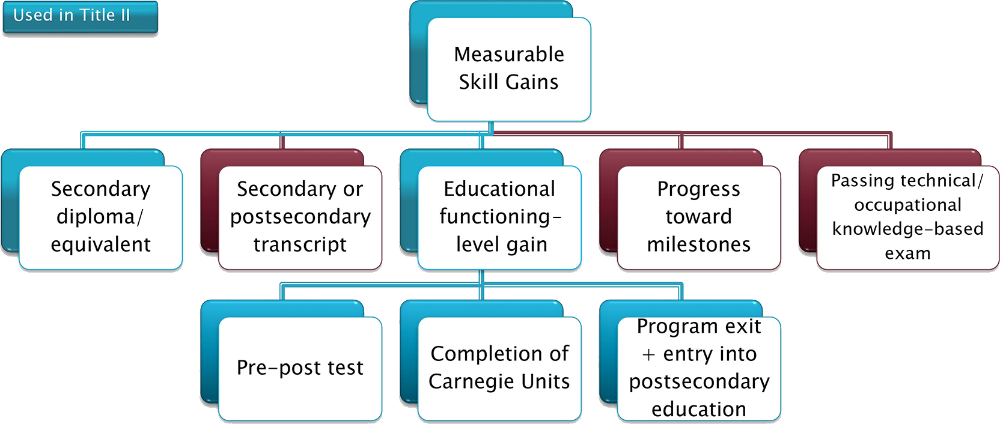 Used in Title II
Measurable
Skill Gains
Secondary
diploma/
equivalent
Secondary or
postsecondary
transcript
Educational
functioning-
level gain
Progress
toward
milestones
Passing technical/
occupational
knowledge-based
exam
Pre-post test
Completion of
Carnegie Units
Program exit
+ entry into
postsecondary
education